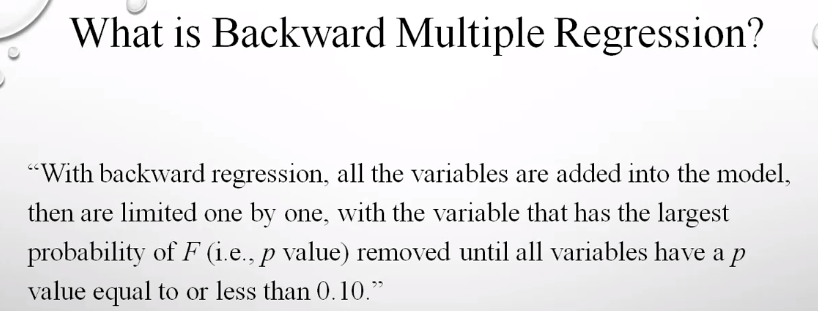 What is Backward Multiple Regression?
“With backward regression, all the variables are added into the model,
then are limited one by one, with the variable that has the largest
probability of F (i.e., p value) removed until all variables have a p
value equal to or less than 0.10.”